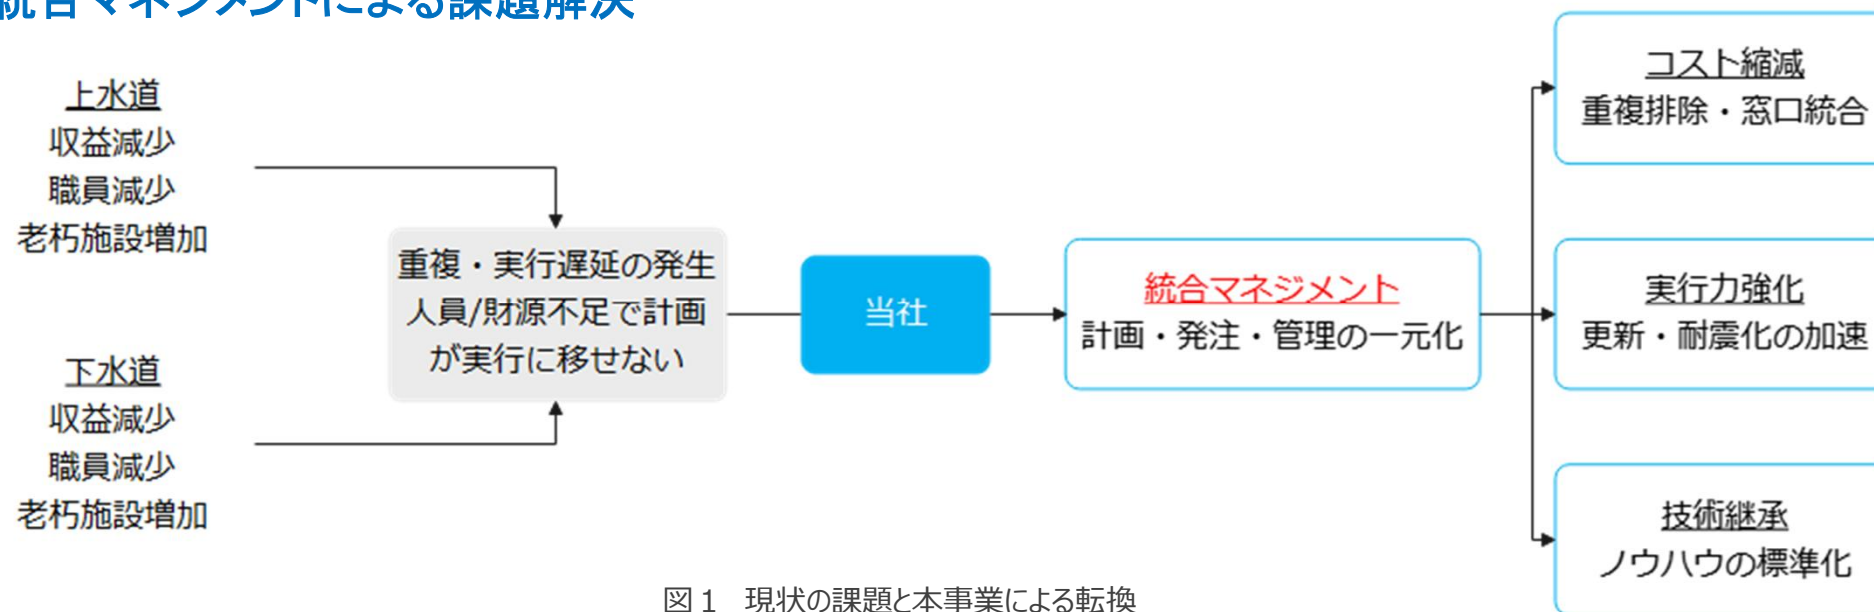 統合マネジメントによる課題解決
上水道
収益減少
職員減少
老朽施設増加
下水道
収益減少
職員減少
老朽施設増加
重複・実行遅延の発生
人員/財源不足で計画
が実行に移せない
当社
統合マネジメント
計画・発注・管理の一元化
コスト縮減
重複排除・窓口統合
実行力強化
更新・耐震化の加速
技術継承
ノウハウの標準化
図1 現状の課題と本事業による転換